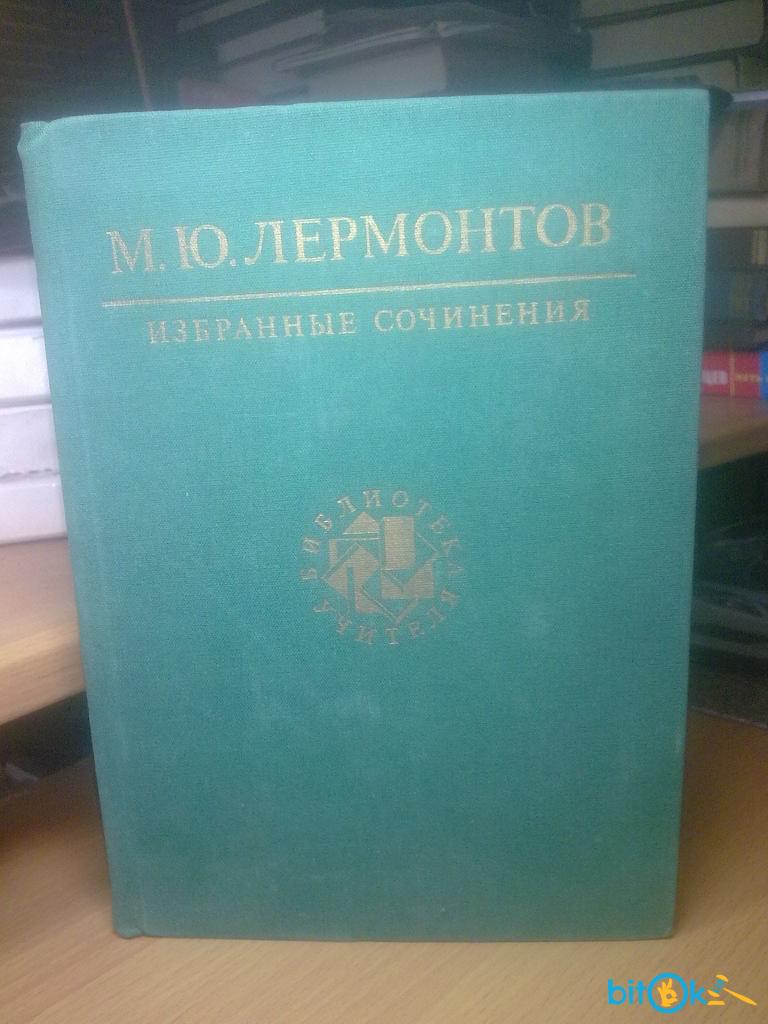 М. Ю. ЛЕРМОНТОВ
ИЗБРАННЫЕ СОЧИНЕНИЯ
БИБЛИОТЕКА
УЧИТЕЛЯ
bitOk